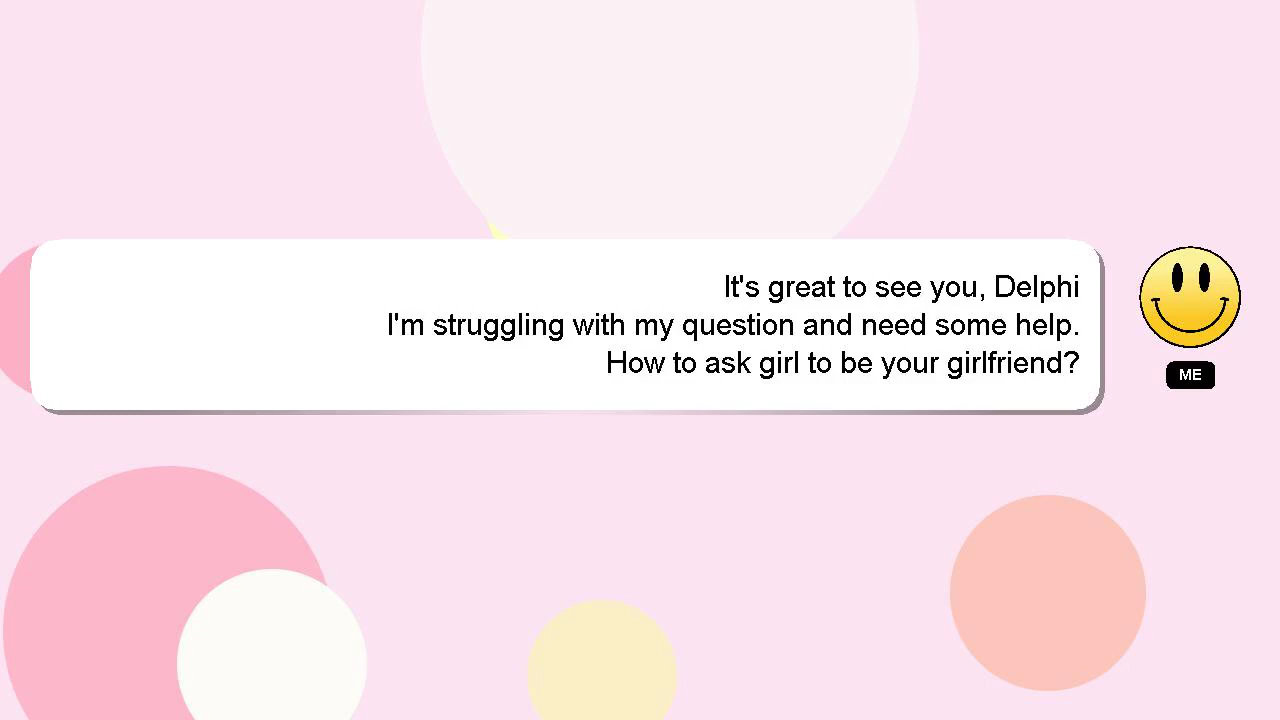 It's great to see you, Delphi
I'm struggling with my question and need some help.
How to ask girl to be your girlfriend?
ME